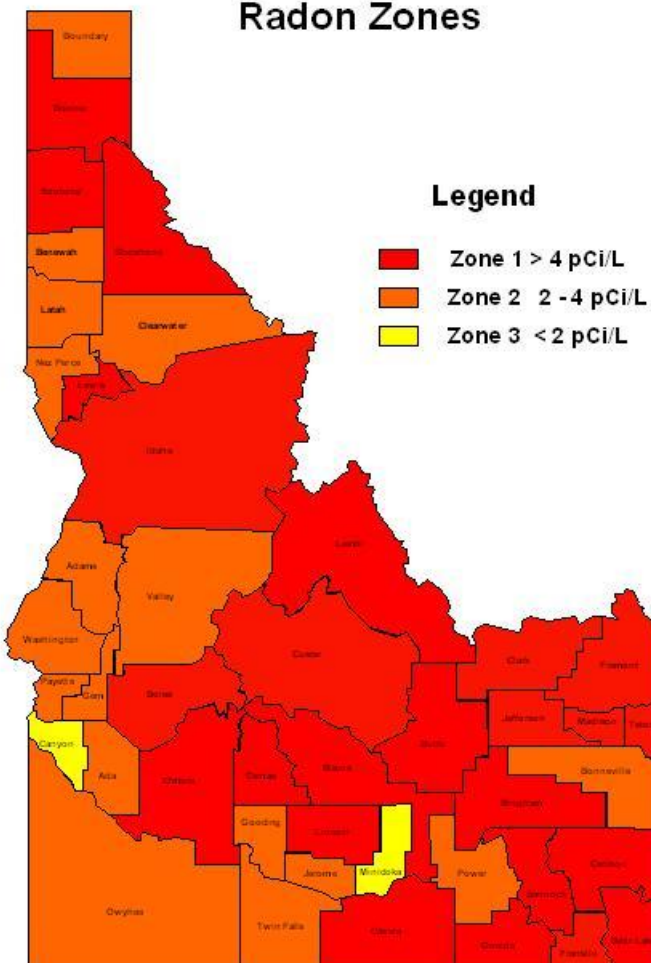 Radon Zones
Boundary
Benewah
Latah
Clearwater
Nez Perce
Idaho
Lemhi
Adams
Valley
Washington
Custer
Clark
Fremont
Payette
Gem
Boise
Butte
Jefferson
Madison
Canyon
Ada
Elmore
Camas
Blaine
Bonneville
Bingham
Gooding
Lincoln
Jerome
Minidoka
Power
Owyhee
Twin Falls
Cassia
Oneida
Franklin
Legend
Zone 1 > 4 pCi/L
Zone 2 2 - 4 pCi/L
Zone 3 < 2 pCi/L